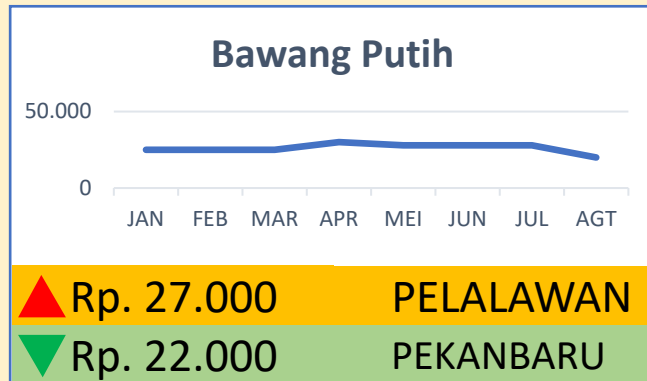 Bawang Putih
50.000
0
JAN FEB MAR APR MEI JUN JUL AGT
Rp. 27.000 PELALAWAN
Rp. 22.000 PEKANBARU